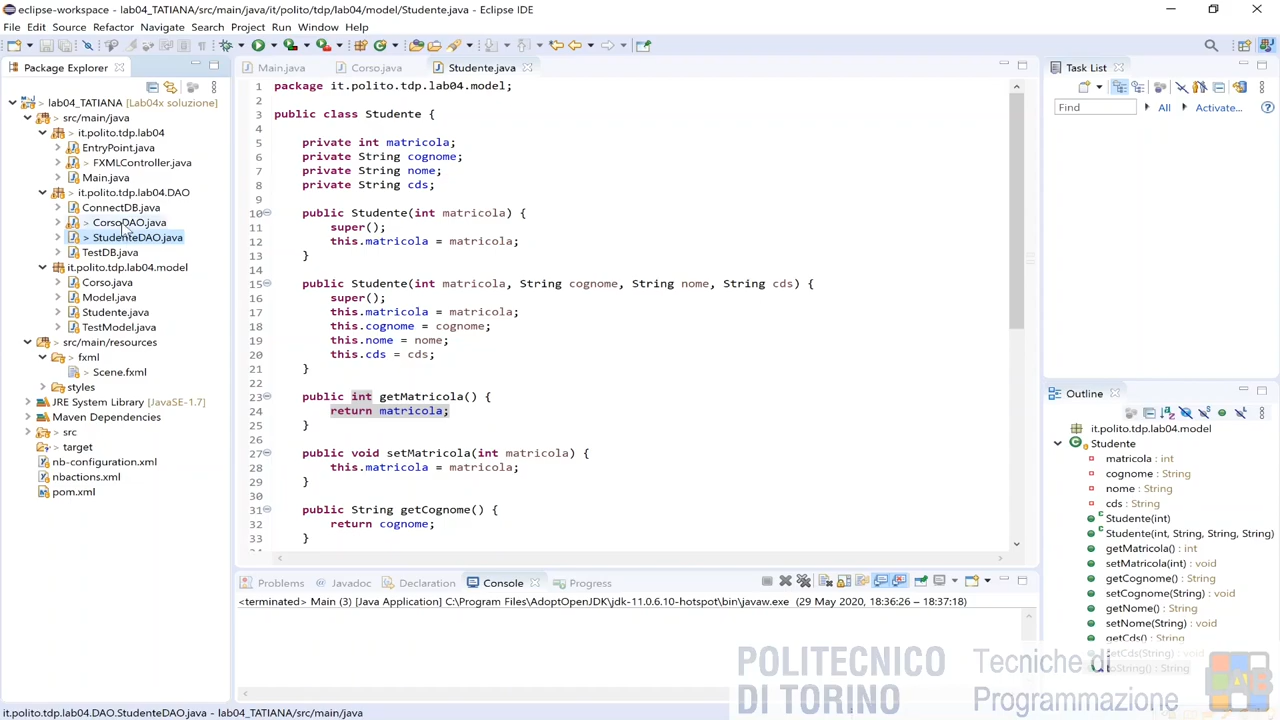 eclipse-workspace - lab04_TATIANA/src/main/java/it/polito/tdp/lab04/model/Studente.java - Eclipse IDE
File Edit Source Refactor Navigate Search Project Run Window Help
Package Explorer
Main.java Corso.java Studente.java
Task List
Find All Activate...
> lab04_TATIANA [Lab04x soluzione]
> src/main/java
> it.polito.tdp.lab04
EntryPoint.java
> FXMLController.java
Main.java
> it.polito.tdp.lab04.DAO
ConnectDB.java
> CorsoDAO.java
> StudenteDAO.java
TestDB.java
it.polito.tdp.lab04.model
Corso.java
Model.java
Studente.java
TestModel.java
> src/main/resources
> fxml
Scene.fxml
styles
JRE System Library [JavaSE-1.7]
Maven Dependencies
> src
> target
nb-configuration.xml
nbactions.xml
pom.xml
1 package it.polito.tdp.lab04.model;
2
3 public class Studente {
4
5 private int matricola;
6 private String cognome;
7 private String nome;
8 private String cds;
9
10 public Studente(int matricola) {
11 super();
12 this.matricola = matricola;
13 }
14
15 public Studente(int matricola, String cognome, String nome, String cds) {
16 super();
17 this.matricola = matricola;
18 this.cognome = cognome;
19 this.nome = nome;
20 this.cds = cds;
21 }
22
23 public int getMatricola() {
24 return matricola;
25 }
26
27 public void setMatricola(int matricola) {
28 this.matricola = matricola;
29 }
30
31 public String getCognome() {
32 return cognome;
33 }
Outline
it.polito.tdp.lab04.model
Studente
matricola : int
cognome : String
nome : String
cds : String
Studente(int)
Studente(int, String, String, String)
getMatricola() : int
setMatricola(int) : void
getCognome() : String
setCognome(String) : void
getNome() : String
setNome(String) : void
getCds() : String
setCds(String) : void
toString() : String
Problems Javadoc Declaration Console Progress
<terminated> Main (3) [Java Application] C:\Program Files\AdoptOpenJDK\jdk-11.0.6.10-hotspot\bin\javaw.exe (29 May 2020, 18:36:26 – 18:37:18)
POLITECNICO
DI TORINO
Tecniche di
Programmazione
it.polito.tdp.lab04.DAO.StudenteDAO.java - lab04_TATIANA/src/main/java